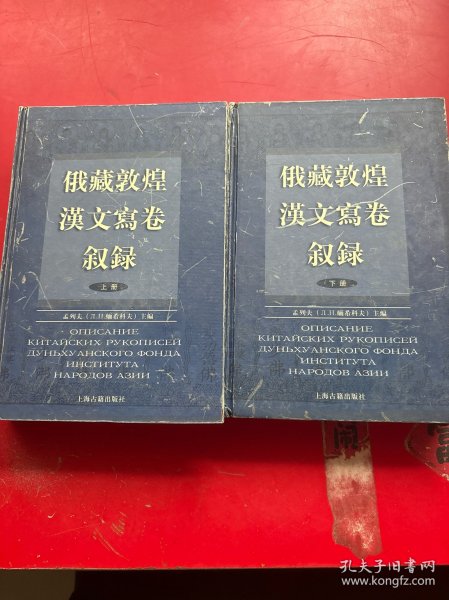 俄藏敦煌
漢文寫卷
叙録
上册
孟列夫（Л.Н.緬希科夫）主編
ОПИСАНИЕ
КИТАЙСКИХ РУКОПИСЕЙ
ДУНЬХУАНСКОГО ФОНДА
ИНСТИТУТА
НАРОДОВ АЗИИ
上海古籍出版社
俄藏敦煌
漢文寫卷
叙録
下册
孟列夫（Л.Н.緬希科夫）主編
ОПИСАНИЕ
КИТАЙСКИХ РУКОПИСЕЙ
ДУНЬХУАНСКОГО ФОНДА
ИНСТИТУТА
НАРОДОВ АЗИИ
上海古籍出版社
孔夫子旧书网
www.kongfz.com